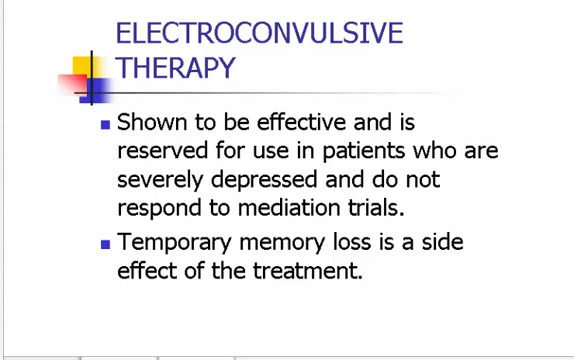 ELECTROCONVULSIVE
THERAPY
Shown to be effective and is
reserved for use in patients who are
severely depressed and do not
respond to mediation trials.
Temporary memory loss is a side
effect of the treatment.